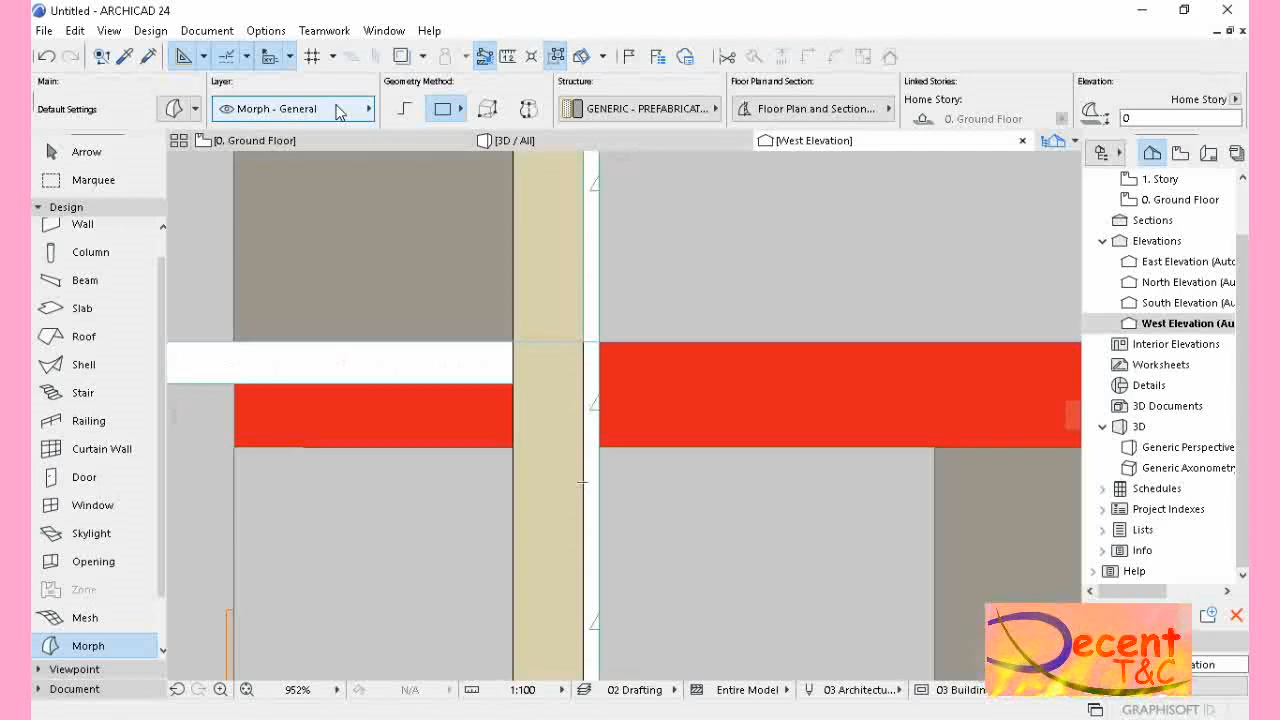 Untitled - ARCHICAD 24
File Edit View Design Document Options Teamwork Window Help
Main: Layer: Geometry Method: Structure: Floor Plan and Section: Linked Stories: Elevation:
Default Settings Morph - General GENERIC - PREFABRICAT... Floor Plan and Section... Home Story: Home Story
0. Ground Floor 0
[0. Ground Floor] [3D / All] [West Elevation]
Arrow
Marquee
Design
Wall
Column
Beam
Slab
Roof
Shell
Stair
Railing
Curtain Wall
Door
Window
Skylight
Opening
Zone
Mesh
Morph
Viewpoint
Document
1. Story
0. Ground Floor
Sections
Elevations
East Elevation (Auto
North Elevation (Au
South Elevation (Au
West Elevation (Au
Interior Elevations
Worksheets
Details
3D Documents
3D
Generic Perspective
Generic Axonometry
Schedules
Project Indexes
Lists
Info
Help
Decent
T&C
ation
952% N/A 1:100 02 Drafting Entire Model 03 Architectu... 03 Buildin
GRAPHISOFT ID